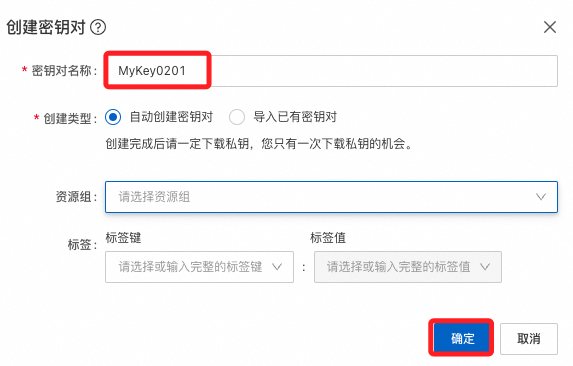 创建密钥对 ?
* 密钥对名称: MyKey0201
* 创建类型: 自动创建密钥对 导入已有密钥对
创建完成后请一定下载私钥，您只有一次下载私钥的机会。
资源组: 请选择资源组
标签: 标签键 标签值
请选择或输入完整的标签键 : 请选择或输入完整的标签值
确定 取消